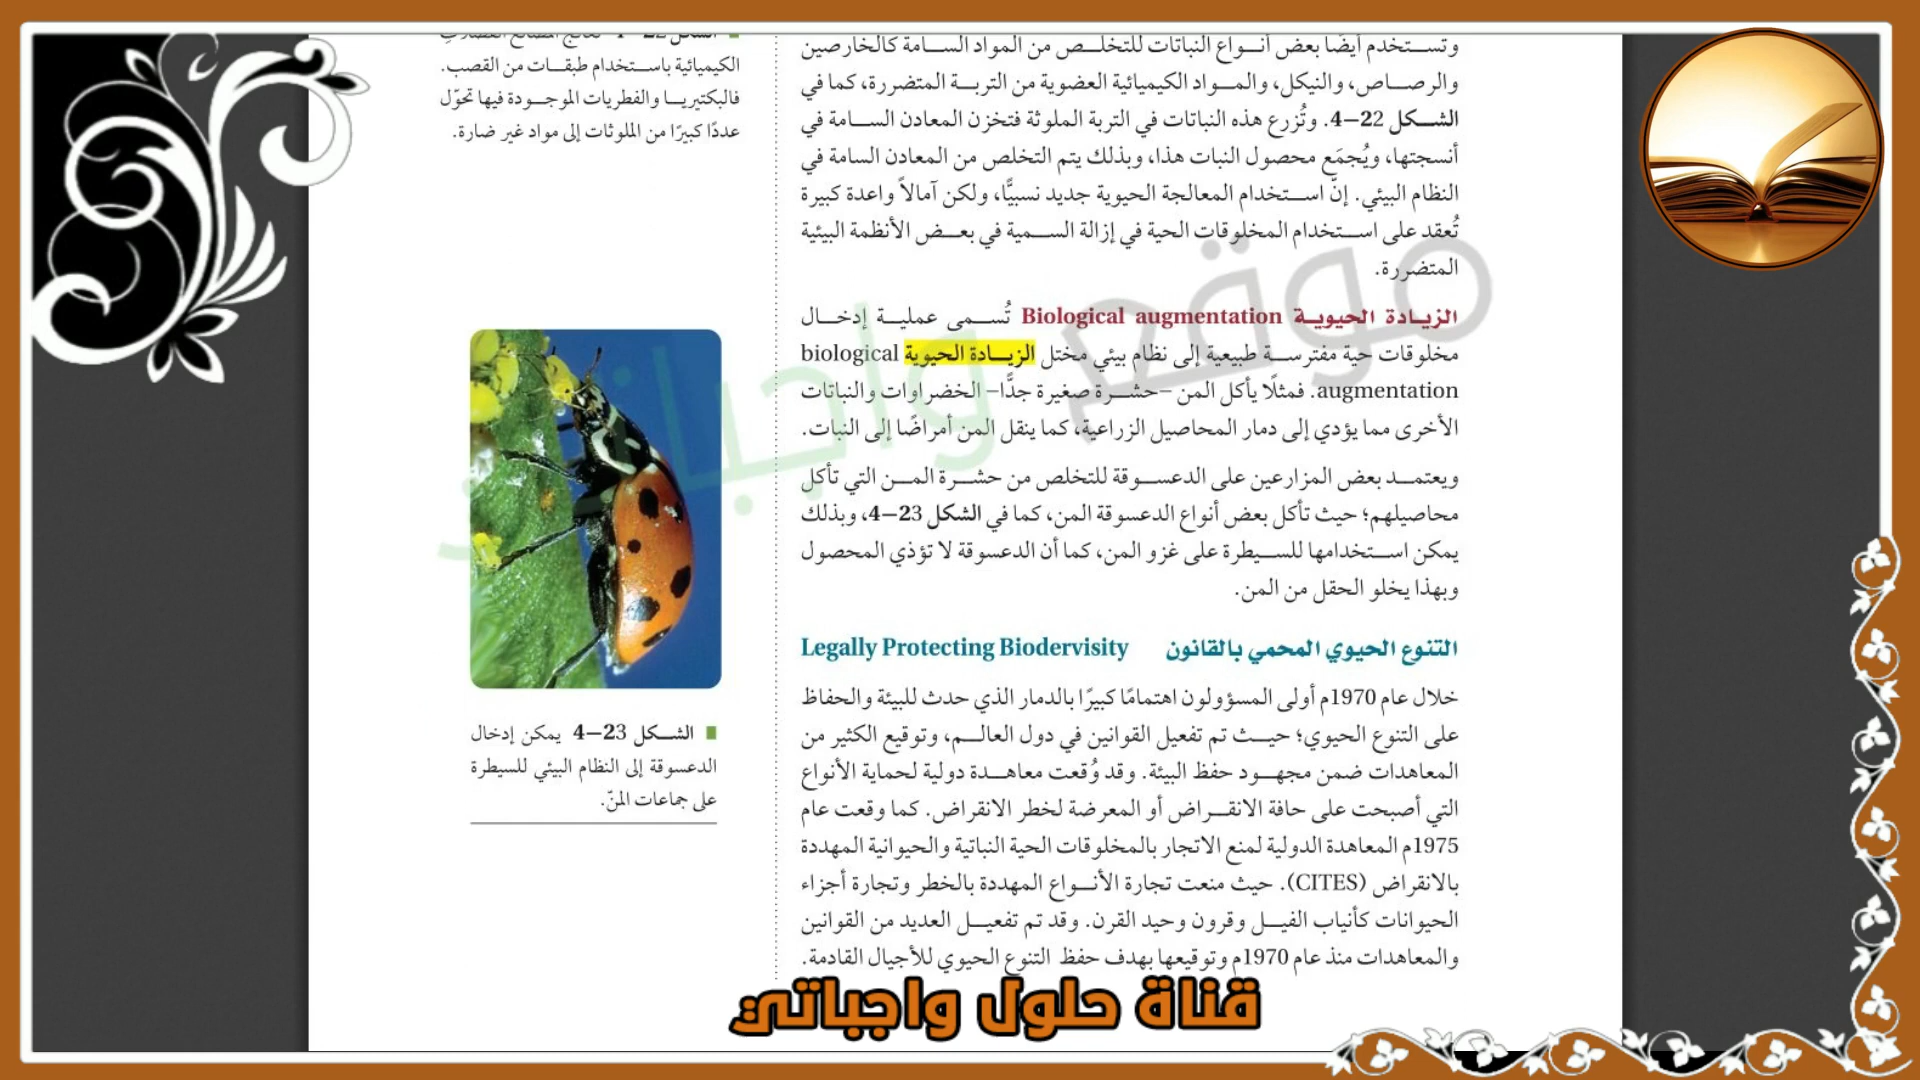 وتستخدم أيضًا بعض أنواع النباتات للتخلص من المواد السامة كالخارصين
والرصاص، والنيكل، والمواد الكيميائية العضوية من التربة المتضررة، كما في
الشكل 22–4. وتُزرع هذه النباتات في التربة الملوثة فتخزن المعادن السامة في
أنسجتها، ويُجمَع محصول النبات هذا، وبذلك يتم التخلص من المعادن السامة في
النظام البيئي. إنّ استخدام المعالجة الحيوية جديد نسبيًّا، ولكن آمالاً واعدة كبيرة
تُعقد على استخدام المخلوقات الحية في إزالة السمية في بعض الأنظمة البيئية
المتضررة.
الزيادة الحيوية Biological augmentation تُسمى عملية إدخال
مخلوقات حية مفترسة طبيعية إلى نظام بيئي مختل الزيادة الحيوية biological
augmentation. فمثلًا يأكل المن –حشرة صغيرة جدًّا– الخضراوات والنباتات
الأخرى مما يؤدي إلى دمار المحاصيل الزراعية، كما ينقل المن أمراضًا إلى النبات.
ويعتمد بعض المزارعين على الدعسوقة للتخلص من حشرة المن التي تأكل
محاصيلهم؛ حيث تأكل بعض أنواع الدعسوقة المن، كما في الشكل 23–4، وبذلك
يمكن استخدامها للسيطرة على غزو المن، كما أن الدعسوقة لا تؤذي المحصول
وبهذا يخلو الحقل من المن.
التنوع الحيوي المحمي بالقانون Legally Protecting Biodervisity
خلال عام 1970م أولى المسؤولون اهتمامًا كبيرًا بالدمار الذي حدث للبيئة والحفاظ
على التنوع الحيوي؛ حيث تم تفعيل القوانين في دول العالم، وتوقيع الكثير من
المعاهدات ضمن مجهود حفظ البيئة. وقد وُقعت معاهدة دولية لحماية الأنواع
التي أصبحت على حافة الانقراض أو المعرضة لخطر الانقراض. كما وقعت عام
1975م المعاهدة الدولية لمنع الاتجار بالمخلوقات الحية النباتية والحيوانية المهددة
بالانقراض (CITES). حيث منعت تجارة الأنواع المهددة بالخطر وتجارة أجزاء
الحيوانات كأنياب الفيل وقرون وحيد القرن. وقد تم تفعيل العديد من القوانين
والمعاهدات منذ عام 1970م وتوقيعها بهدف حفظ التنوع الحيوي للأجيال القادمة.
الشكل 22–4 تعالج المصانع الفضلاتِ
الكيميائية باستخدام طبقات من القصب.
فالبكتيريا والفطريات الموجودة فيها تحوّل
عددًا كبيرًا من الملوثات إلى مواد غير ضارة.
الشكل 23–4 يمكن إدخال
الدعسوقة إلى النظام البيئي للسيطرة
على جماعات المنّ.
موقع واجباتي
قناة حلول واجباتي